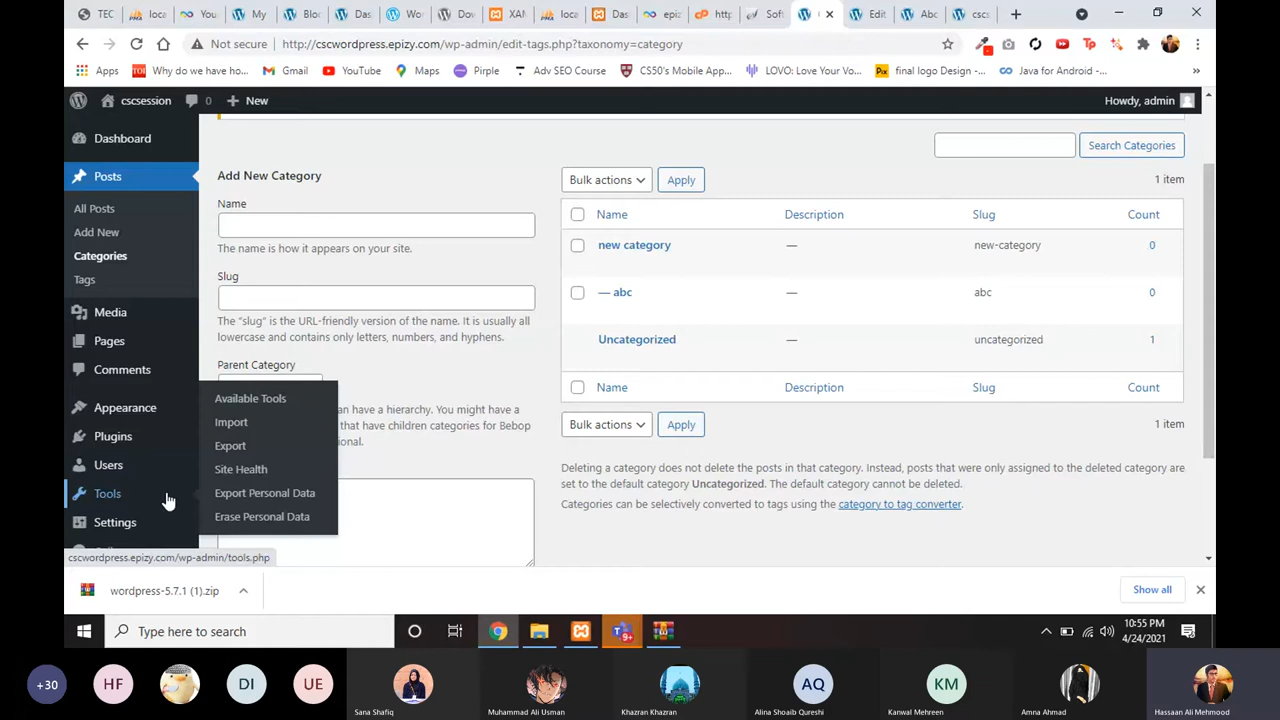 TEC
loca
You
My
Bloc
Das
Wo
Dow
XAN
loca
Das
epiz
http
Soft
Edit
Abc
cscs
Not secure
http://cscwordpress.epizy.com/wp-admin/edit-tags.php?taxonomy=category
Apps
TOI
Why do we have ho...
Gmail
YouTube
Maps
Pirple
Adv SEO Course
CS50's Mobile App...
LOVO: Love Your Vo...
Pix
final logo Design -...
Java for Android -...
»
cscsession
0
New
Howdy, admin
Dashboard
Posts
All Posts
Add New
Categories
Tags
Media
Pages
Comments
Appearance
Plugins
Users
Tools
Settings
Available Tools
Import
Export
Site Health
Export Personal Data
Erase Personal Data
cscwordpress.epizy.com/wp-admin/tools.php
Add New Category
Name
The name is how it appears on your site.
Slug
The "slug" is the URL-friendly version of the name. It is usually all
lowercase and contains only letters, numbers, and hyphens.
Parent Category
an have a hierarchy. You might have a
that have children categories for Bebop
ional.
Search Categories
Bulk actions
Apply
1 item
Name Description Slug Count
new category — new-category 0
— abc — abc 0
Uncategorized — uncategorized 1
Name Description Slug Count
Bulk actions
Apply
1 item
Deleting a category does not delete the posts in that category. Instead, posts that were only assigned to the deleted category are
set to the default category Uncategorized. The default category cannot be deleted.
Categories can be selectively converted to tags using the category to tag converter.
wordpress-5.7.1 (1).zip
Show all
Type here to search
9+
10:55 PM
4/24/2021
+30
HF
DI
UE
Sana Shafiq
Muhammad Ali Usman
Khazran Khazran
AQ
Alina Shoaib Qureshi
KM
Kanwal Mehreen
Amna Ahmad
Hassaan Ali Mehmood